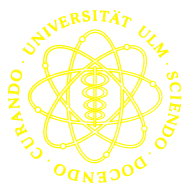 UNIVERSITÄT ULM · SCIENDO · DOCENDO · CURANDO ·